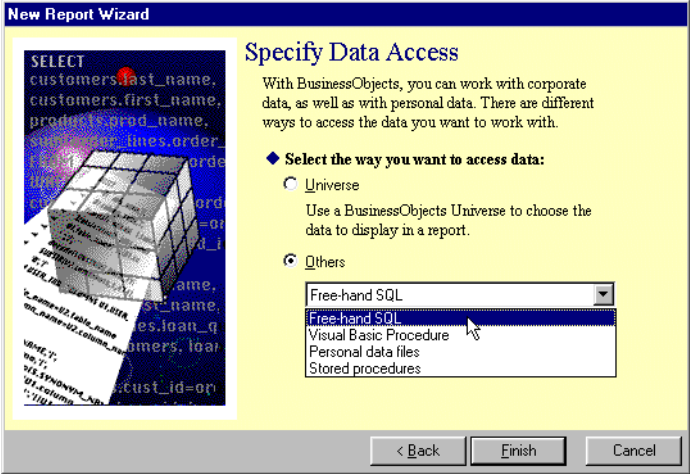 New Report Wizard
SELECT
customers.last_name,
customers.first_name,
products.prod_name,
Specify Data Access
With BusinessObjects, you can work with corporate
data, as well as with personal data. There are different
ways to access the data you want to work with.
Select the way you want to access data:
Universe
Use a BusinessObjects Universe to choose the
data to display in a report.
Others
Free-hand SQL
Free-hand SQL
Visual Basic Procedure
Personal data files
Stored procedures
< Back
Finish
Cancel